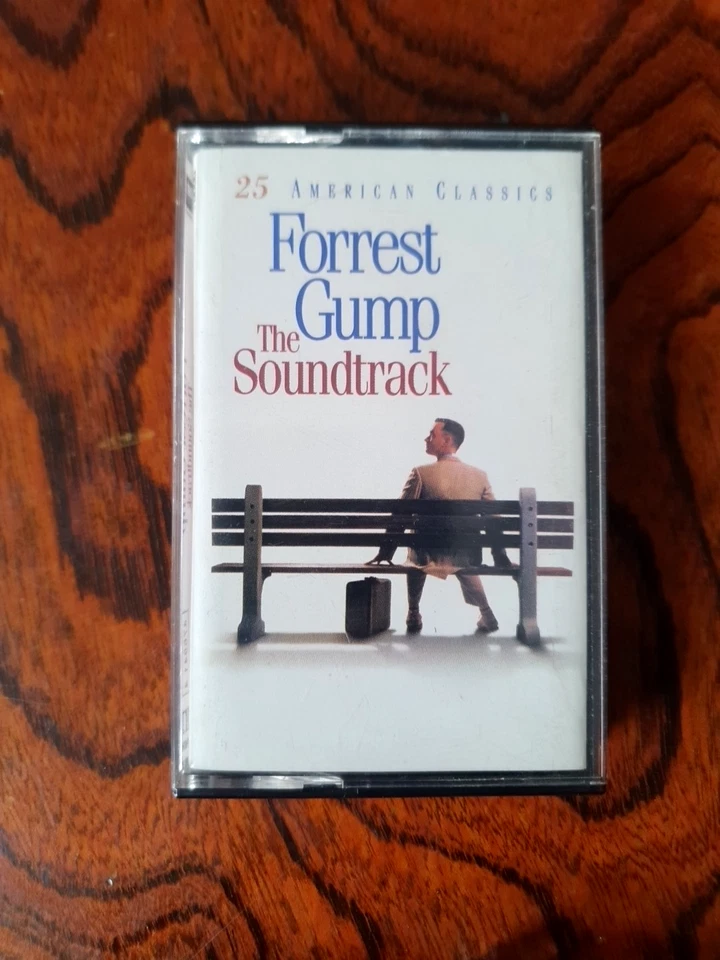 25 AMERICAN CLASSICS
Forrest
Gump
The
Soundtrack